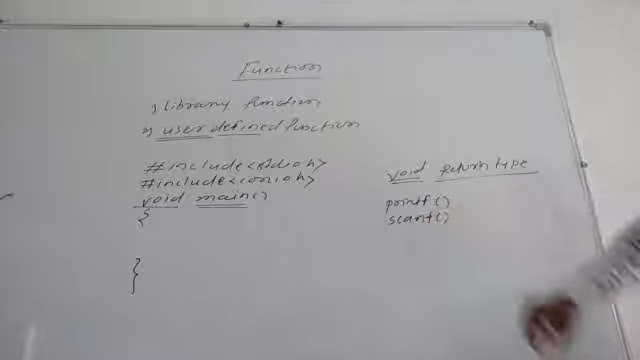 Function
1) library function
2) user defined function
#include<stdio.h>
#include<conio.h>
void main()
{
}
void return type
printf()
scanf()